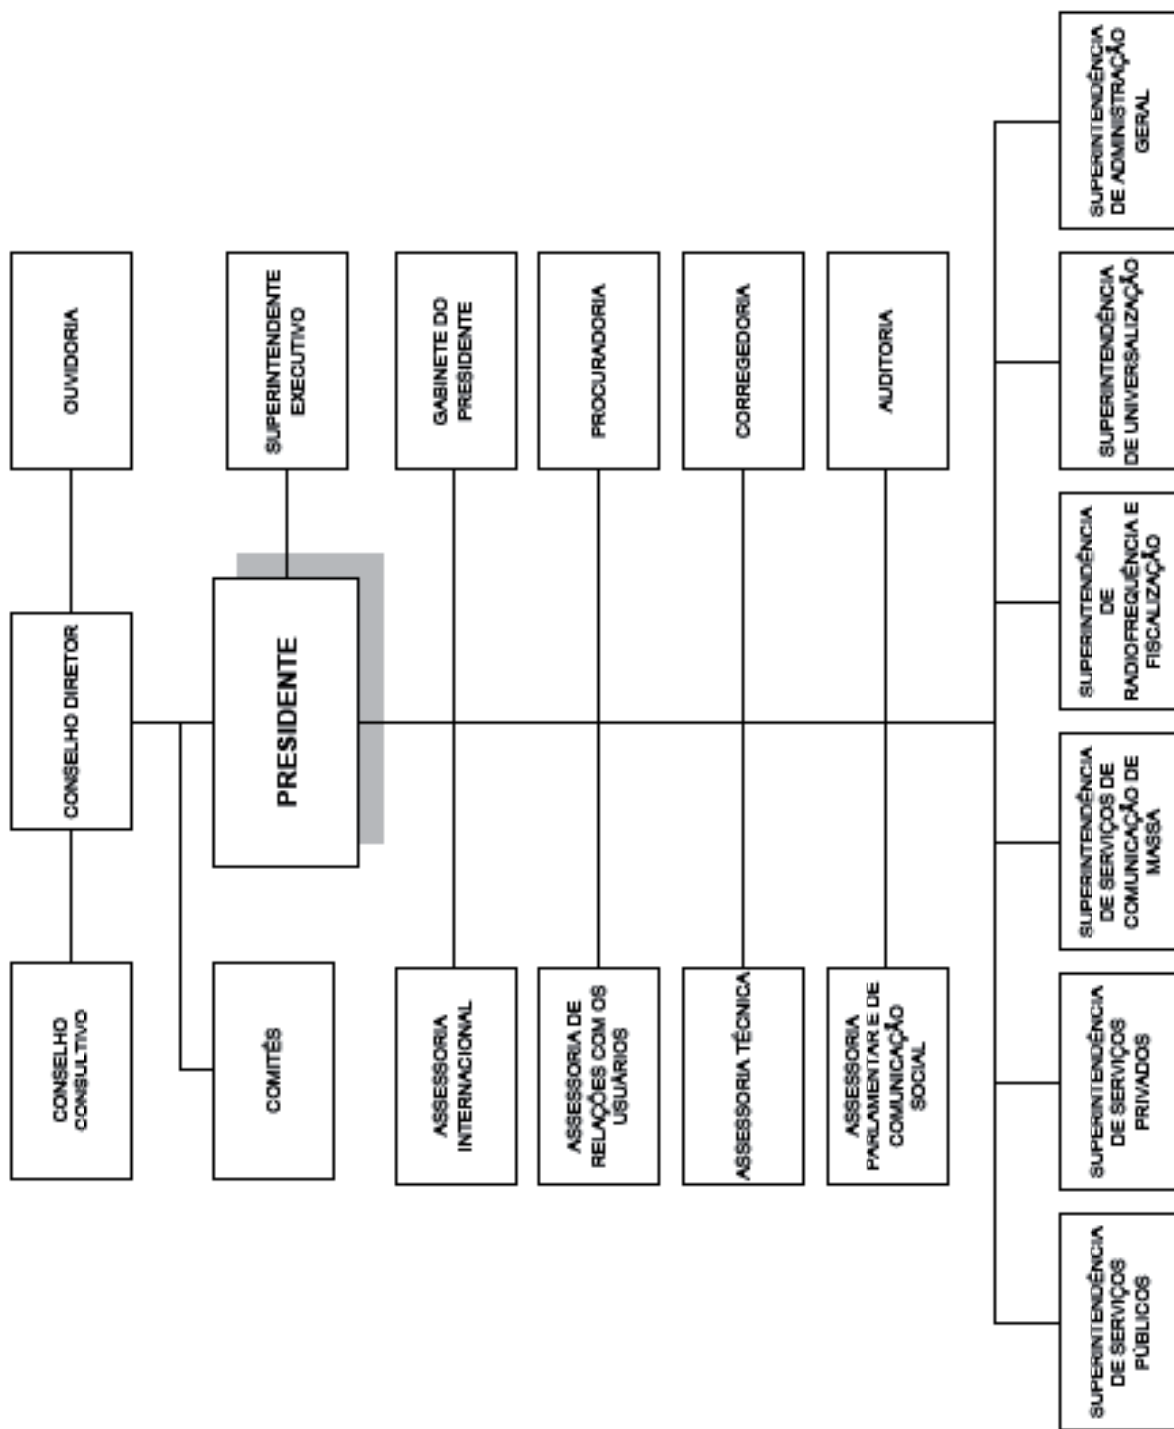 CONSELHO
CONSULTIVO
CONSELHO DIRETOR
OUVIDORIA
COMITÊS
PRESIDENTE
SUPERINTENDENTE
EXECUTIVO
ASSESSORIA
INTERNACIONAL
GABINETE DO
PRESIDENTE
ASSESSORIA DE
RELAÇÕES COM OS
USUÁRIOS
PROCURADORIA
ASSESSORIA TÉCNICA
CORREGEDORIA
ASSESSORIA
PARLAMENTAR E DE
COMUNICAÇÃO
SOCIAL
AUDITORIA
SUPERINTENDÊNCIA
DE SERVIÇOS
PÚBLICOS
SUPERINTENDÊNCIA
DE SERVIÇOS
PRIVADOS
SUPERINTENDÊNCIA
DE SERVIÇOS DE
COMUNICAÇÃO DE
MASSA
SUPERINTENDÊNCIA
DE
RADIOFREQUÊNCIA E
FISCALIZAÇÃO
SUPERINTENDÊNCIA
DE UNIVERSALIZAÇÃO
SUPERINTENDÊNCIA
DE ADMINISTRAÇÃO
GERAL